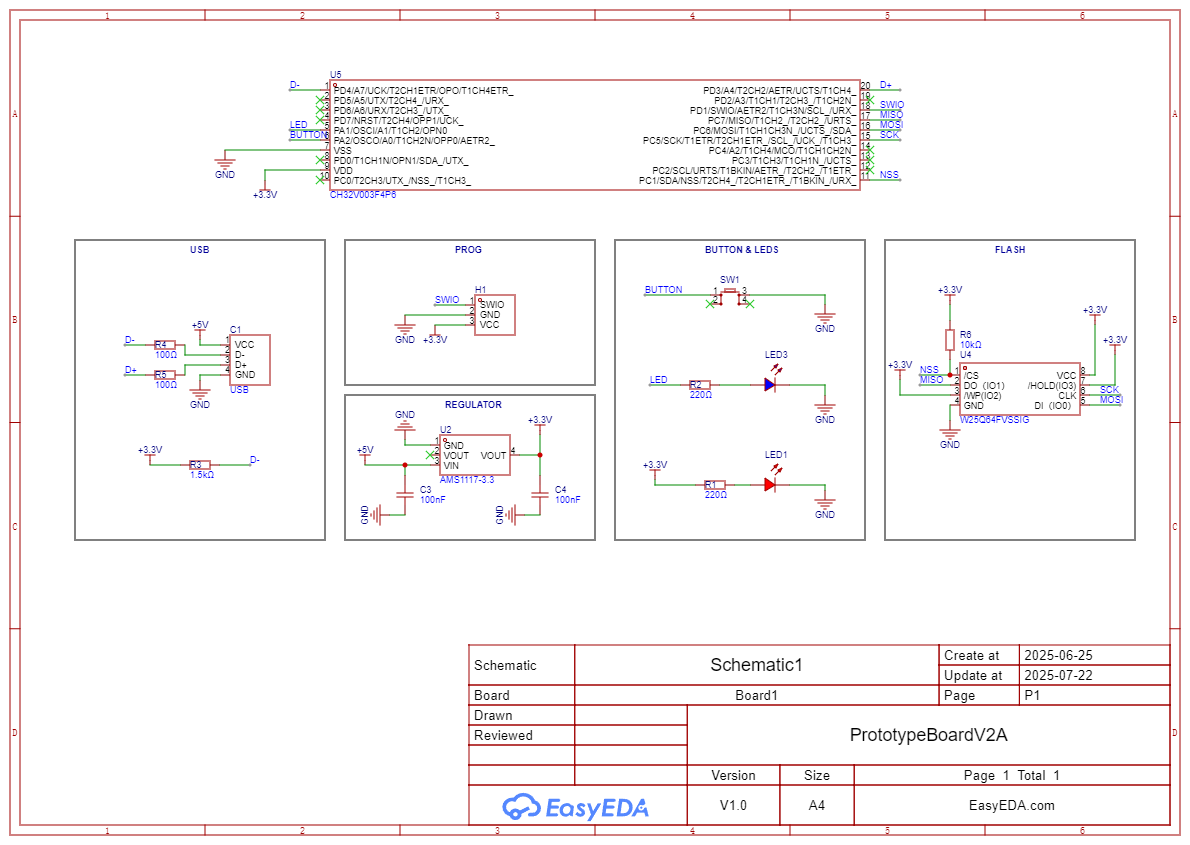 1 2 3 4 5 6
A A
U5
D- 1 PD4/A7/UCK/T2CH1ETR/OPO/T1CH4ETR_ PD3/A4/T2CH2/AETR/UCTS/T1CH4_ 20 D+
2 PD5/A5/UTX/T2CH4_/URX_ PD2/A3/T1CH1/T2CH3_/T1CH2N_ 19
3 PD6/A6/URX/T2CH3_/UTX_ PD1/SWIO/AETR2/T1CH3N/SCL_/URX_ 18 SWIO
4 PD7/NRST/T2CH4/OPP1/UCK_ PC7/MISO/T1CH2_/T2CH2_/URTS_ 17 MISO
LED 5 PA1/OSCI/A1/T1CH2/OPN0 PC6/MOSI/T1CH1CH3N_/UCTS_/SDA_ 16 MOSI
BUTTON 6 PA2/OSCO/A0/T1CH2N/OPP0/AETR2_ PC5/SCK/T1ETR/T2CH1ETR_/SCL_/UCK_/T1CH3_ 15 SCK
7 VSS PC4/A2/T1CH4/MCO/T1CH1CH2N_ 14
8 PD0/T1CH1N/OPN1/SDA_/UTX_ PC3/T1CH3/T1CH1N_/UCTS_ 13
9 VDD PC2/SCL/URTS/T1BKIN/AETR_/T2CH2_/T1ETR_ 12
10 PC0/T2CH3/UTX_/NSS_/T1CH3_ PC1/SDA/NSS/T2CH4_/T2CH1ETR_/T1BKIN_/URX_ 11 NSS
GND
+3.3V
CH32V003F4P6
USB
+5V
C1
D- R4 100Ω
D+ R5 100Ω
1 VCC
2 D-
3 D+
4 GND
USB
GND
+3.3V R3 D-
1.5kΩ
PROG
H1
SWIO 1 SWIO
2 GND
3 VCC
GND
+3.3V
REGULATOR
GND
U2
+3.3V
+5V
1 GND
2 VOUT VOUT 4
3 VIN
AMS1117-3.3
C3
100nF
C4
100nF
GND
GND
BUTTON & LEDS
SW1
BUTTON 1 3
2 4
GND
LED3
LED R2
220Ω
GND
LED1
+3.3V R1
220Ω
GND
FLASH
+3.3V
+3.3V
R6
10kΩ
+3.3V
U4
+3.3V
NSS 1 /CS VCC 8
MISO 2 DO (IO1) /HOLD(IO3) 7
3 /WP(IO2) CLK 6 SCK
4 GND DI (IO0) 5 MOSI
W25Q64FVSSIG
GND
B B
C C
D D
Schematic Schematic1 Create at 2025-06-25
Update at 2025-07-22
Board Board1 Page P1
Drawn
Reviewed
PrototypeBoardV2A
Version Size Page 1 Total 1
EasyEDA V1.0 A4 EasyEDA.com
1 2 3 4 5 6